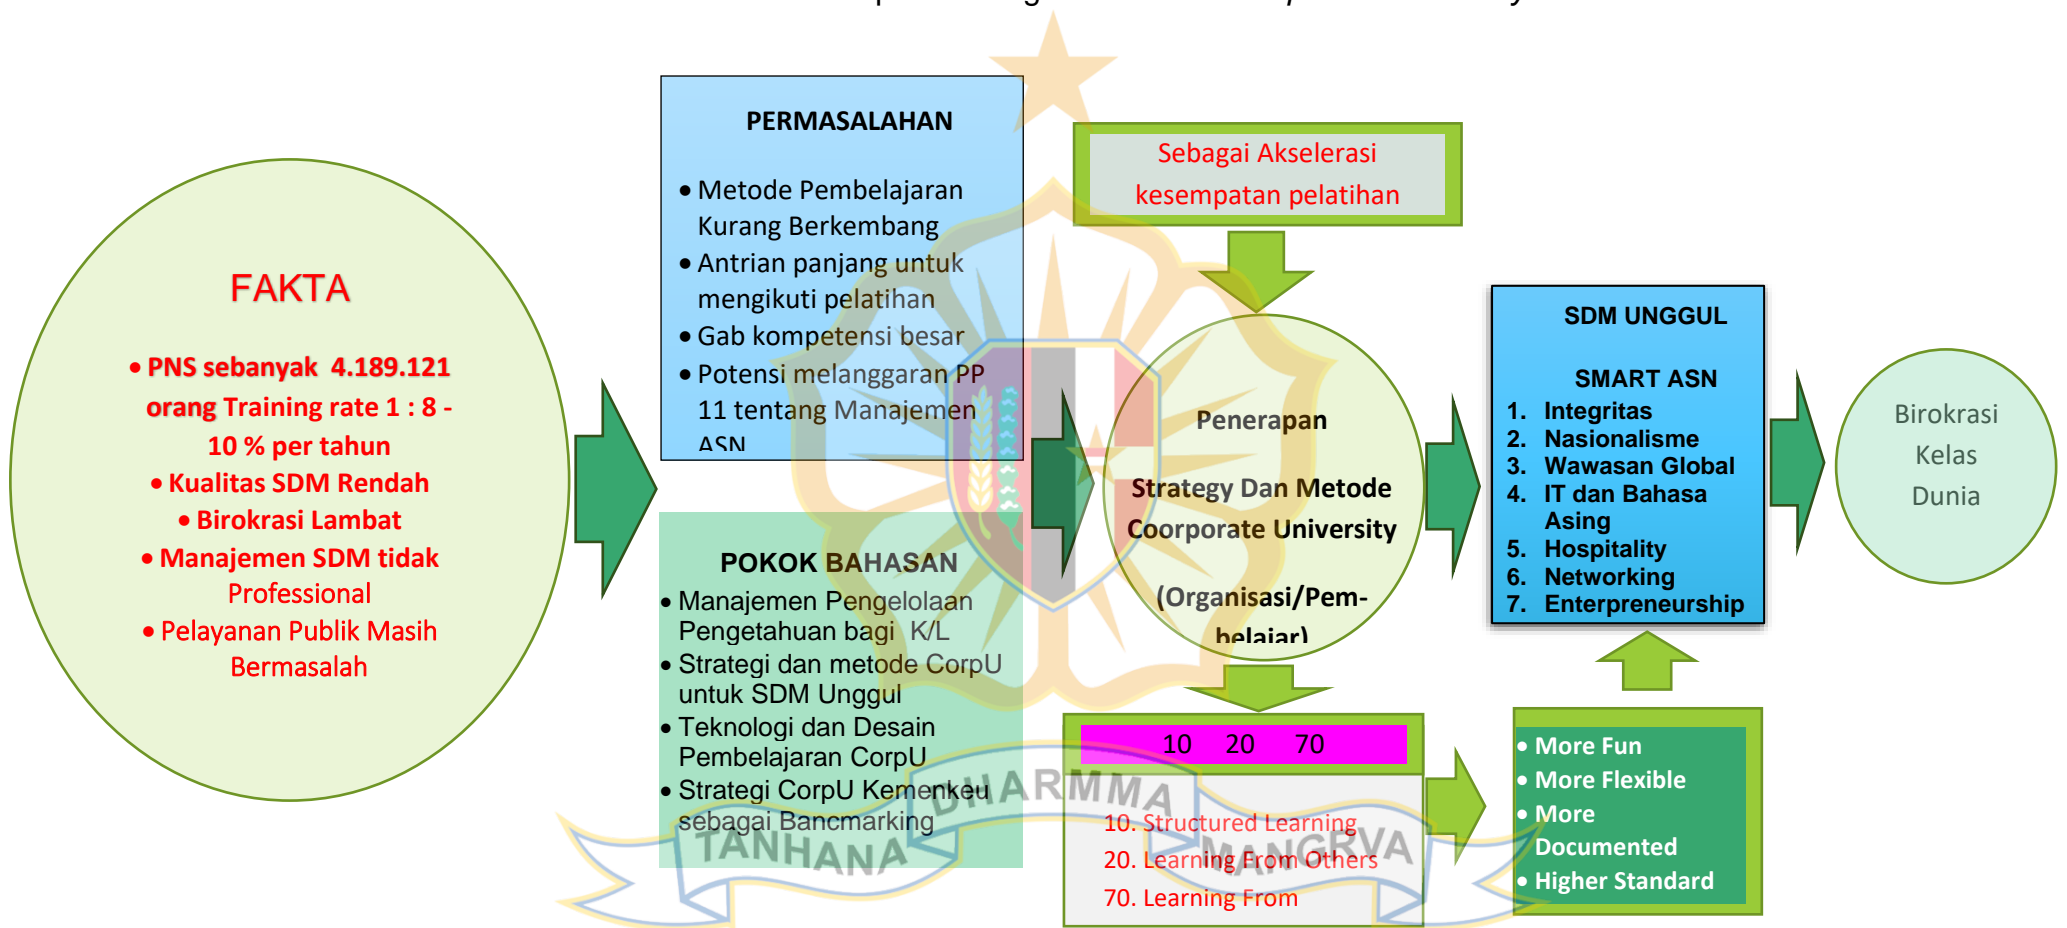 FAKTA
• PNS sebanyak 4.189.121
orang Training rate 1 : 8 -
10 % per tahun
• Kualitas SDM Rendah
• Birokrasi Lambat
• Manajemen SDM tidak
Professional
• Pelayanan Publik Masih
Bermasalah
PERMASALAHAN
• Metode Pembelajaran
Kurang Berkembang
• Antrian panjang untuk
mengikuti pelatihan
• Gab kompetensi besar
• Potensi melanggaran PP
11 tentang Manajemen
ASN
POKOK BAHASAN
• Manajemen Pengelolaan
Pengetahuan bagi K/L
• Strategi dan metode CorpU
untuk SDM Unggul
• Teknologi dan Desain
Pembelajaran CorpU
• Strategi CorpU Kemenkeu
sebagai Bancmarking
Sebagai Akselerasi
kesempatan pelatihan
Penerapan
Strategy Dan Metode
Coorporate University
(Organisasi/Pem-
belajar)
10 20 70
10. Structured Learning
20. Learning From Others
70. Learning From
SDM UNGGUL
SMART ASN
1. Integritas
2. Nasionalisme
3. Wawasan Global
4. IT dan Bahasa
Asing
5. Hospitality
6. Networking
7. Enterpreneurship
• More Fun
• More Flexible
• More
Documented
• Higher Standard
Birokrasi
Kelas
Dunia
TANHANA DHARMMA MANGRVA